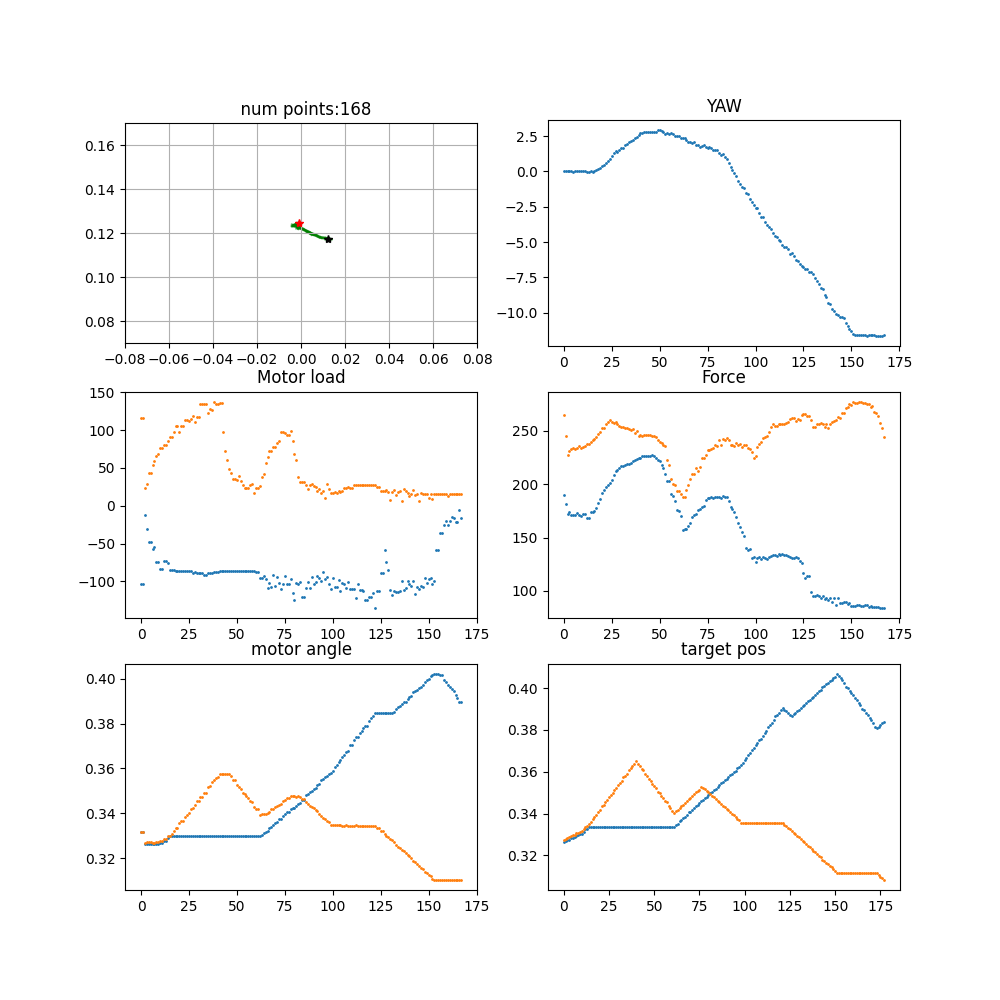 num points:168
YAW
0.16
0.14
0.12
0.10
0.08
−0.08 −0.06 −0.04 −0.02 0.00 0.02 0.04 0.06 0.08
2.5
0.0
−2.5
−5.0
−7.5
−10.0
0 25 50 75 100 125 150 175
Motor load
Force
150
100
50
0
−50
−100
0 25 50 75 100 125 150 175
250
200
150
100
0 25 50 75 100 125 150 175
motor angle
target pos
0.40
0.38
0.36
0.34
0.32
0 25 50 75 100 125 150 175
0.40
0.38
0.36
0.34
0.32
0 25 50 75 100 125 150 175